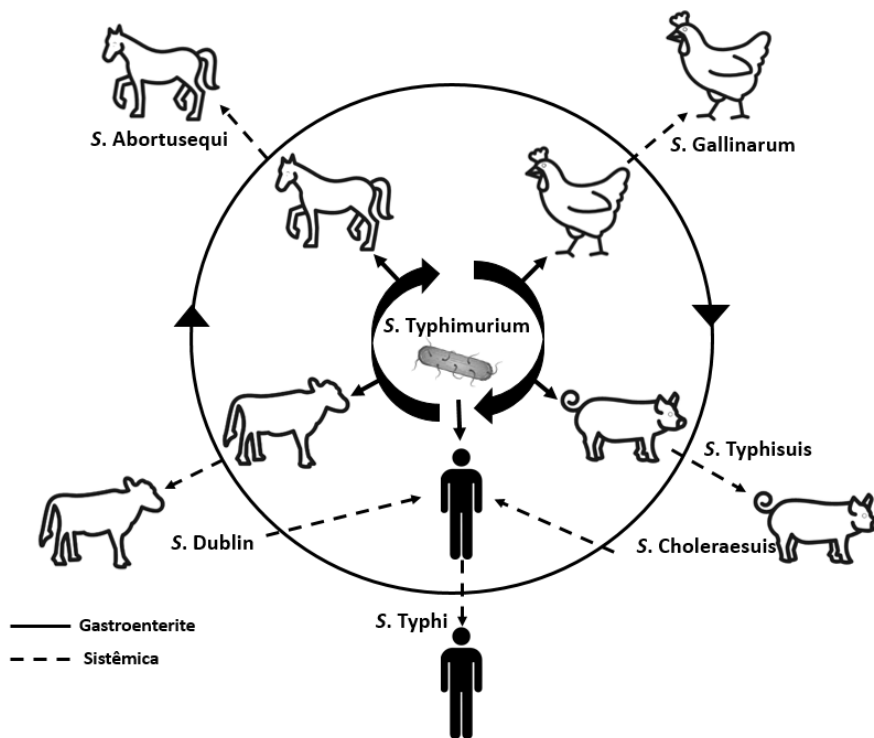 S. Abortusequi
S. Gallinarum
S. Typhimurium
S. Typhisuis
S. Dublin
S. Choleraesuis
S. Typhi
Gastroenterite
Sistêmica